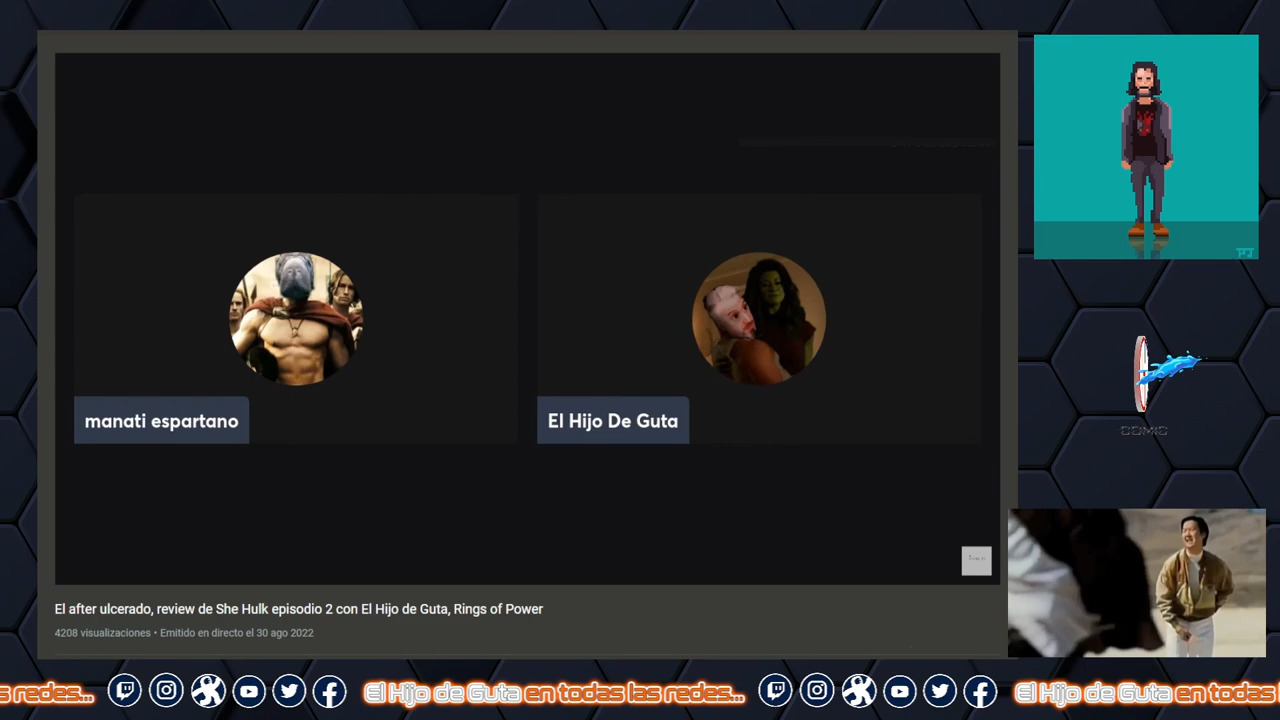 manati espartano
El Hijo De Guta
El after ulcerado, review de She Hulk episodio 2 con El Hijo de Guta, Rings of Power
4208 visualizaciones • Emitido en directo el 30 ago 2022
PJ
COMIC
s redes... El Hijo de Guta en todas las redes... El Hijo de Guta en todas l